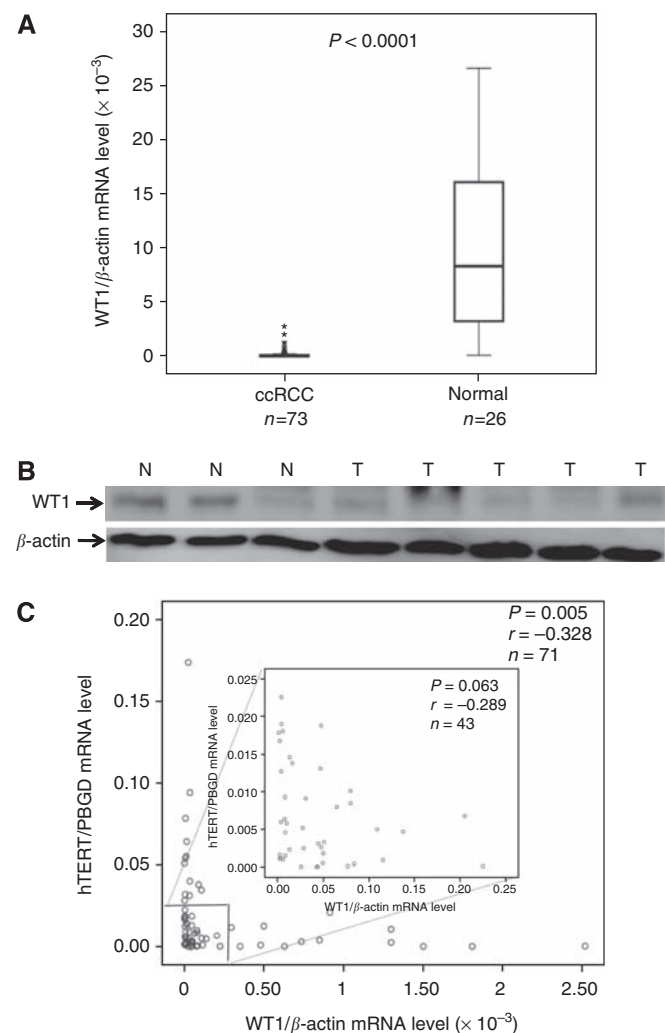 A
P < 0.0001
WT1/β-actin mRNA level (× 10⁻³)
30
25
20
15
10
5
0
*
*
ccRCC
n=73
Normal
n=26
B
N N N T T T T T
WT1
β-actin
C
P = 0.005
r = −0.328
n = 71
hTERT/PBGD mRNA level
0.20
0.15
0.10
0.05
0.00
P = 0.063
r = −0.289
n = 43
hTERT/PBGD mRNA level
0.025
0.020
0.015
0.010
0.005
0.000
0.00 0.05 0.10 0.15 0.20 0.25
WT1/β-actin mRNA level
0 0.50 1 1.50 2 2.50
WT1/β-actin mRNA level (× 10⁻³)